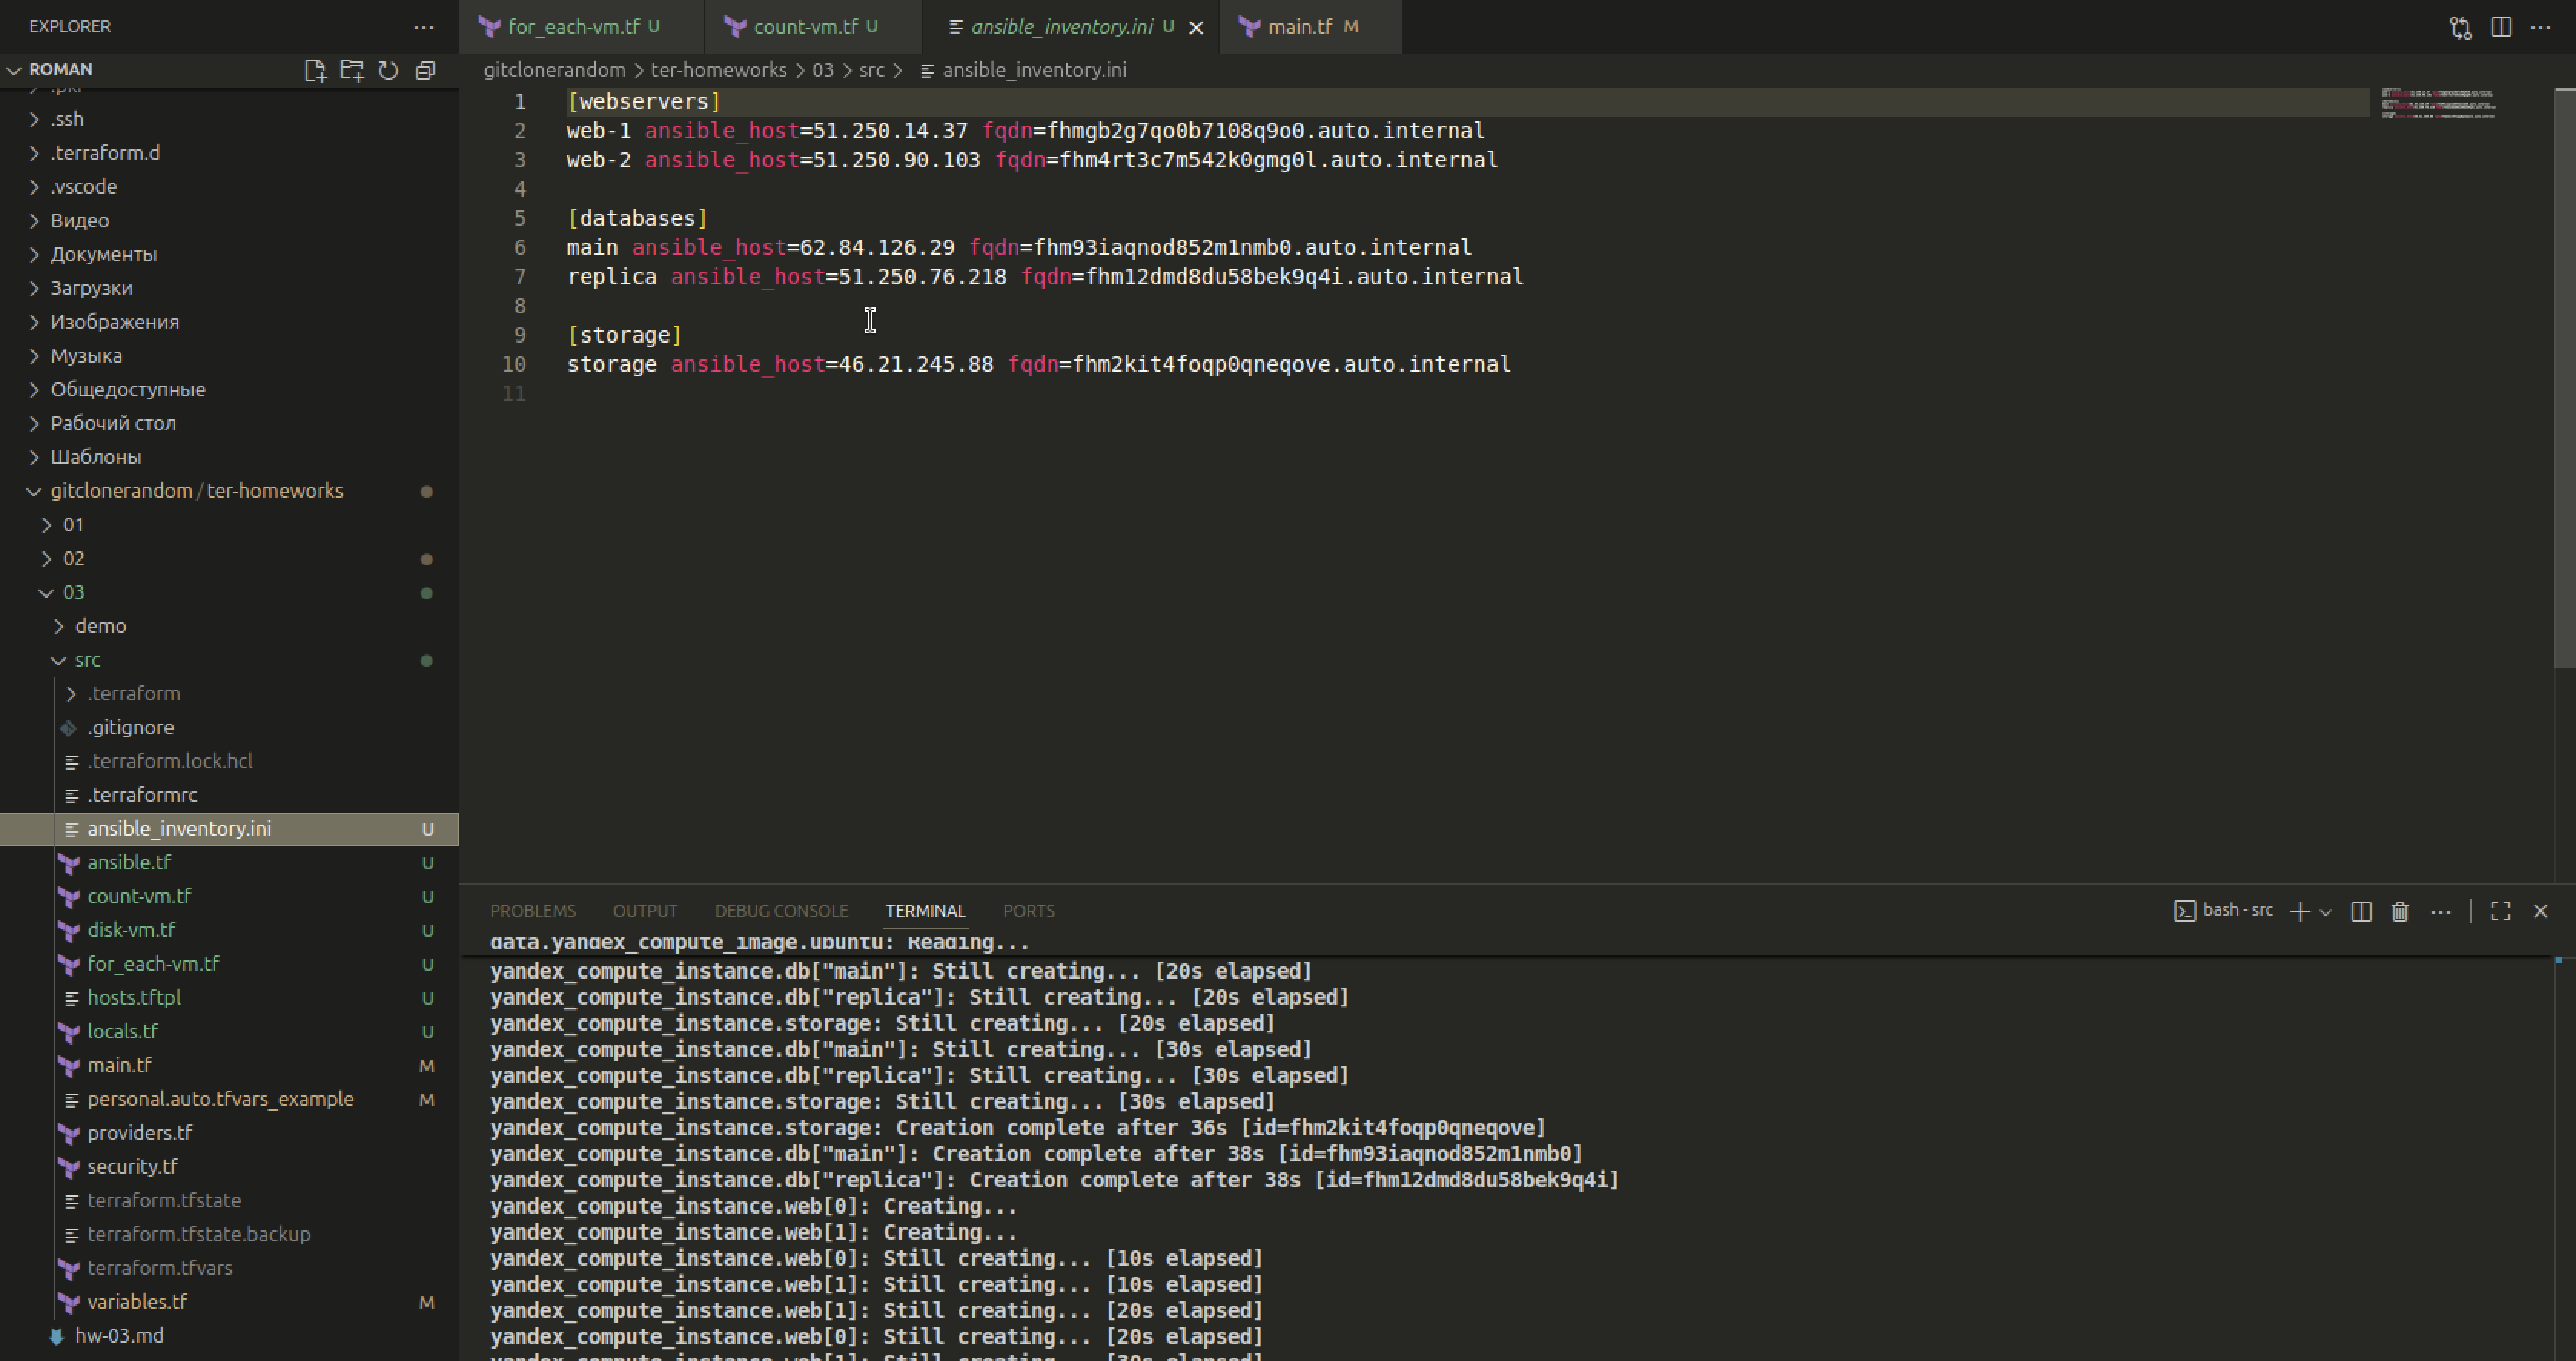 EXPLORER
ROMAN
.pki
.ssh
.terraform.d
.vscode
Видео
Документы
Загрузки
Изображения
Музыка
Общедоступные
Рабочий стол
Шаблоны
gitclonerandom / ter-homeworks
01
02
03
demo
src
.terraform
.gitignore
.terraform.lock.hcl
.terraformrc
ansible_inventory.ini U
ansible.tf U
count-vm.tf U
disk-vm.tf U
for_each-vm.tf U
hosts.tftpl U
locals.tf U
main.tf M
personal.auto.tfvars_example M
providers.tf
security.tf
terraform.tfstate
terraform.tfstate.backup
terraform.tfvars
variables.tf M
hw-03.md
for_each-vm.tf U count-vm.tf U ansible_inventory.ini U main.tf M
gitclonerandom > ter-homeworks > 03 > src > ansible_inventory.ini
1 [webservers]
2 web-1 ansible_host=51.250.14.37 fqdn=fhmgb2g7qo0b7108q9o0.auto.internal
3 web-2 ansible_host=51.250.90.103 fqdn=fhm4rt3c7m542k0gmg0l.auto.internal
4
5 [databases]
6 main ansible_host=62.84.126.29 fqdn=fhm93iaqnod852m1nmb0.auto.internal
7 replica ansible_host=51.250.76.218 fqdn=fhm12dmd8du58bek9q4i.auto.internal
8
9 [storage]
10 storage ansible_host=46.21.245.88 fqdn=fhm2kit4foqp0qneqove.auto.internal
11
PROBLEMS OUTPUT DEBUG CONSOLE TERMINAL PORTS bash - src
data.yandex_compute_image.ubuntu: Reading...
yandex_compute_instance.db["main"]: Still creating... [20s elapsed]
yandex_compute_instance.db["replica"]: Still creating... [20s elapsed]
yandex_compute_instance.storage: Still creating... [20s elapsed]
yandex_compute_instance.db["main"]: Still creating... [30s elapsed]
yandex_compute_instance.db["replica"]: Still creating... [30s elapsed]
yandex_compute_instance.storage: Still creating... [30s elapsed]
yandex_compute_instance.storage: Creation complete after 36s [id=fhm2kit4foqp0qneqove]
yandex_compute_instance.db["main"]: Creation complete after 38s [id=fhm93iaqnod852m1nmb0]
yandex_compute_instance.db["replica"]: Creation complete after 38s [id=fhm12dmd8du58bek9q4i]
yandex_compute_instance.web[0]: Creating...
yandex_compute_instance.web[1]: Creating...
yandex_compute_instance.web[0]: Still creating... [10s elapsed]
yandex_compute_instance.web[1]: Still creating... [10s elapsed]
yandex_compute_instance.web[1]: Still creating... [20s elapsed]
yandex_compute_instance.web[0]: Still creating... [20s elapsed]
yandex_compute_instance.web[1]: Still creating... [30s elapsed]